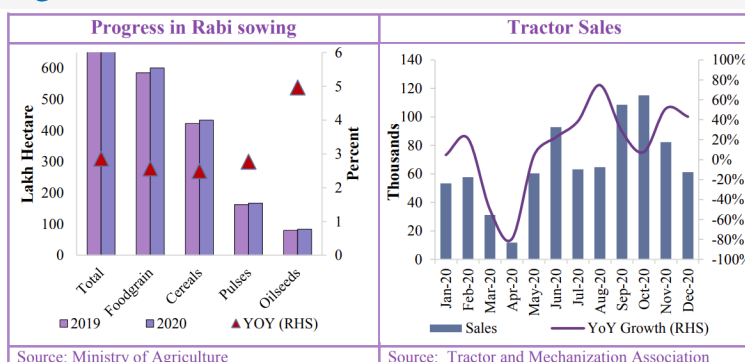 Progress in Rabi sowing
Lakh Hectare
600
500
400
300
200
100
0
6
5
4
3
2
1
0
Percent
Total
Foodgrain
Cereals
Pulses
Oilseeds
2019
2020
YOY (RHS)
Source: Ministry of Agriculture
Tractor Sales
Thousands
140
120
100
80
60
40
20
0
100%
80%
60%
40%
20%
0%
-20%
-40%
-60%
-80%
-100%
Jan-20
Feb-20
Mar-20
Apr-20
May-20
Jun-20
Jul-20
Aug-20
Sep-20
Oct-20
Nov-20
Dec-20
Sales
YoY Growth (RHS)
Source: Tractor and Mechanization Association